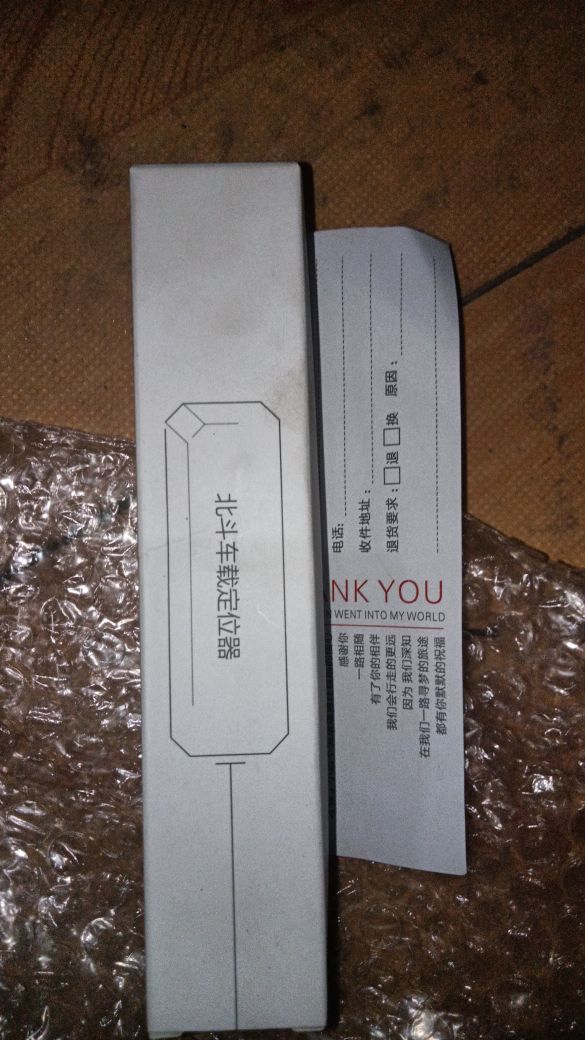 北斗车载定位器
电话:
收件地址：
退货要求：□退 □换 原因：
NK YOU
N WENT INTO MY WORLD
感谢你
一路相随
有了你的相伴
我们会行走的更远
因为 我们深知
在我们一路寻梦的旅途
都有你默默的祝福